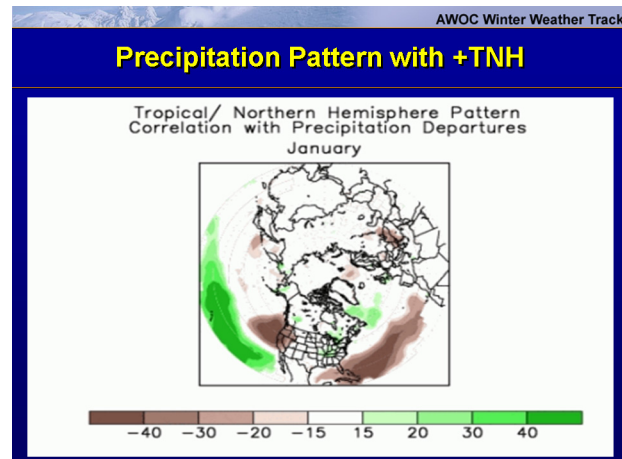 AWOC Winter Weather Track
Precipitation Pattern with +TNH
Tropical/ Northern Hemisphere Pattern
Correlation with Precipitation Departures
January
-40 -30 -20 -15 15 20 30 40